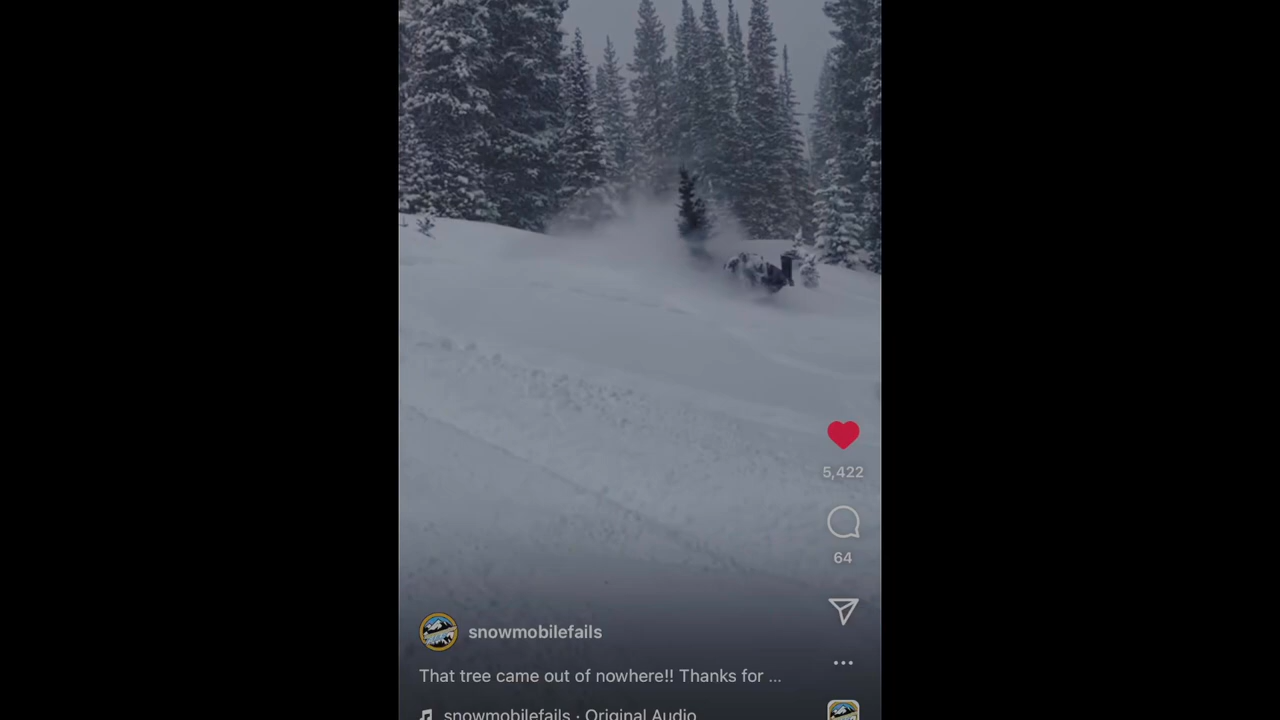 5,422
64
snowmobilefails
That tree came out of nowhere!! Thanks for ...
snowmobilefails · Original Audio